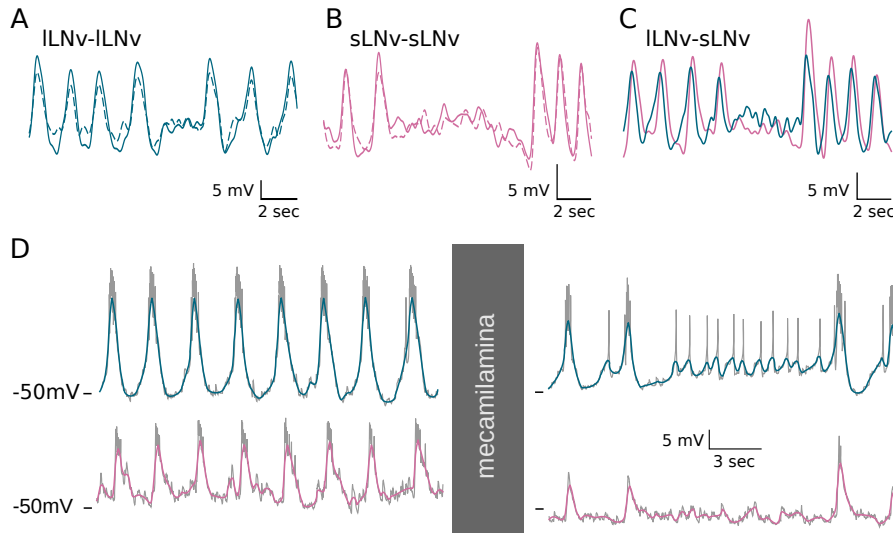 A
lLNv-lLNv
5 mV
2 sec
B
sLNv-sLNv
5 mV
2 sec
C
lLNv-sLNv
5 mV
2 sec
D
-50mV
-50mV
mecamilamina
5 mV
3 sec